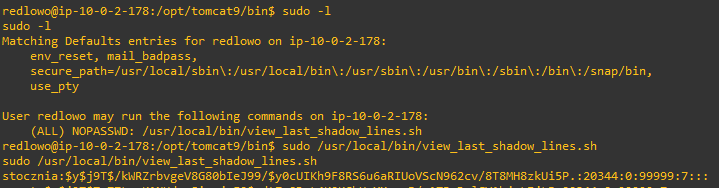 redlowo@ip-10-0-2-178:/opt/tomcat9/bin$ sudo -l
sudo -l
Matching Defaults entries for redlowo on ip-10-0-2-178:
    env_reset, mail_badpass,
    secure_path=/usr/local/sbin\:/usr/local/bin\:/usr/sbin\:/usr/bin\:/sbin\:/bin\:/snap/bin,
    use_pty

User redlowo may run the following commands on ip-10-0-2-178:
    (ALL) NOPASSWD: /usr/local/bin/view_last_shadow_lines.sh
redlowo@ip-10-0-2-178:/opt/tomcat9/bin$ sudo /usr/local/bin/view_last_shadow_lines.sh
sudo /usr/local/bin/view_last_shadow_lines.sh
stocznia:$y$j9T$/kWRZrbvgeV8G80bIeJ99/$y0cUIKh9F8RS6u6aRIUoVScN962cv/8T8MH8zkUi5P.:20344:0:99999:7:::